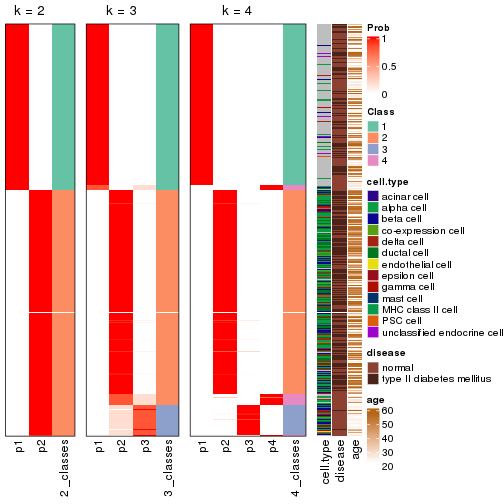 k = 2
k = 3
k = 4
p1
p2
2_classes
p1
p2
p3
3_classes
p1
p2
p3
p4
4_classes
cell.type
disease
age
Prob
1
0.5
0
Class
1
2
3
4
cell.type
acinar cell
alpha cell
beta cell
co-expression cell
delta cell
ductal cell
endothelial cell
epsilon cell
gamma cell
mast cell
MHC class II cell
PSC cell
unclassified endocrine cell
disease
normal
type II diabetes mellitus
age
60
50
40
30
20